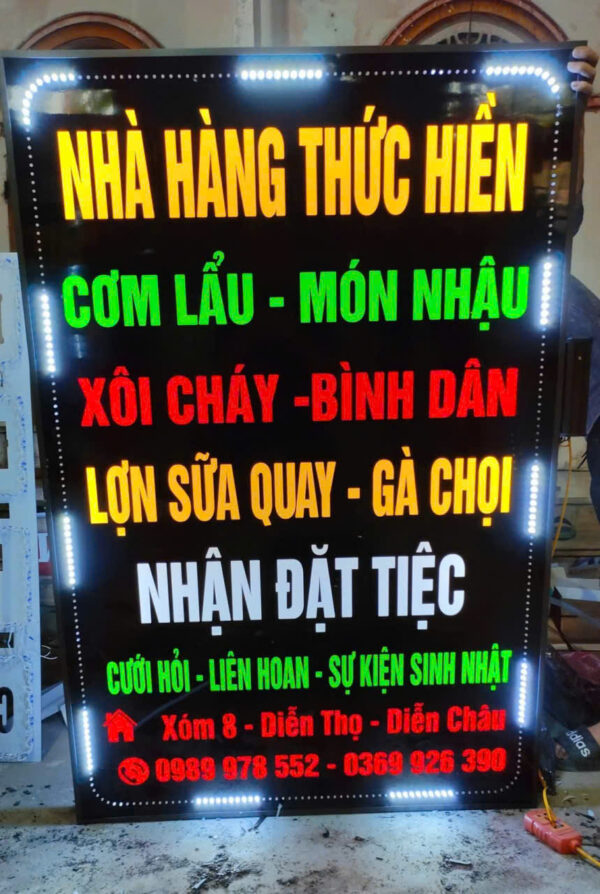 NHÀ HÀNG THỨC HIỀN
CƠM LẨU - MÓN NHẬU
XÔI CHÁY -BÌNH DÂN
LỢN SỮA QUAY - GÀ CHỌI
NHẬN ĐẶT TIỆC
CƯỚI HỎI - LIÊN HOAN - SỰ KIỆN SINH NHẬT
Xóm 8 - Diễn Thọ - Diễn Châu
0989 978 552 - 0369 926 390
adidas